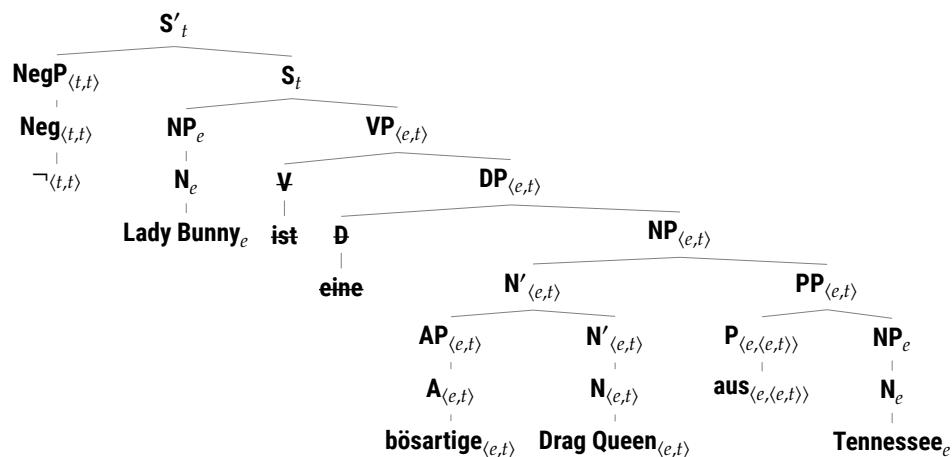 S′ₜ
NegP⟨t,t⟩ Sₜ
Neg⟨t,t⟩ NPₑ VP⟨e,t⟩
¬⟨t,t⟩ Nₑ V DP⟨e,t⟩
Lady Bunnyₑ ist D NP⟨e,t⟩
eine N′⟨e,t⟩ PP⟨e,t⟩
AP⟨e,t⟩ N′⟨e,t⟩ P⟨e,⟨e,t⟩⟩ NPₑ
A⟨e,t⟩ N⟨e,t⟩ aus⟨e,⟨e,t⟩⟩ Nₑ
bösartige⟨e,t⟩ Drag Queen⟨e,t⟩ Tennesseeₑ